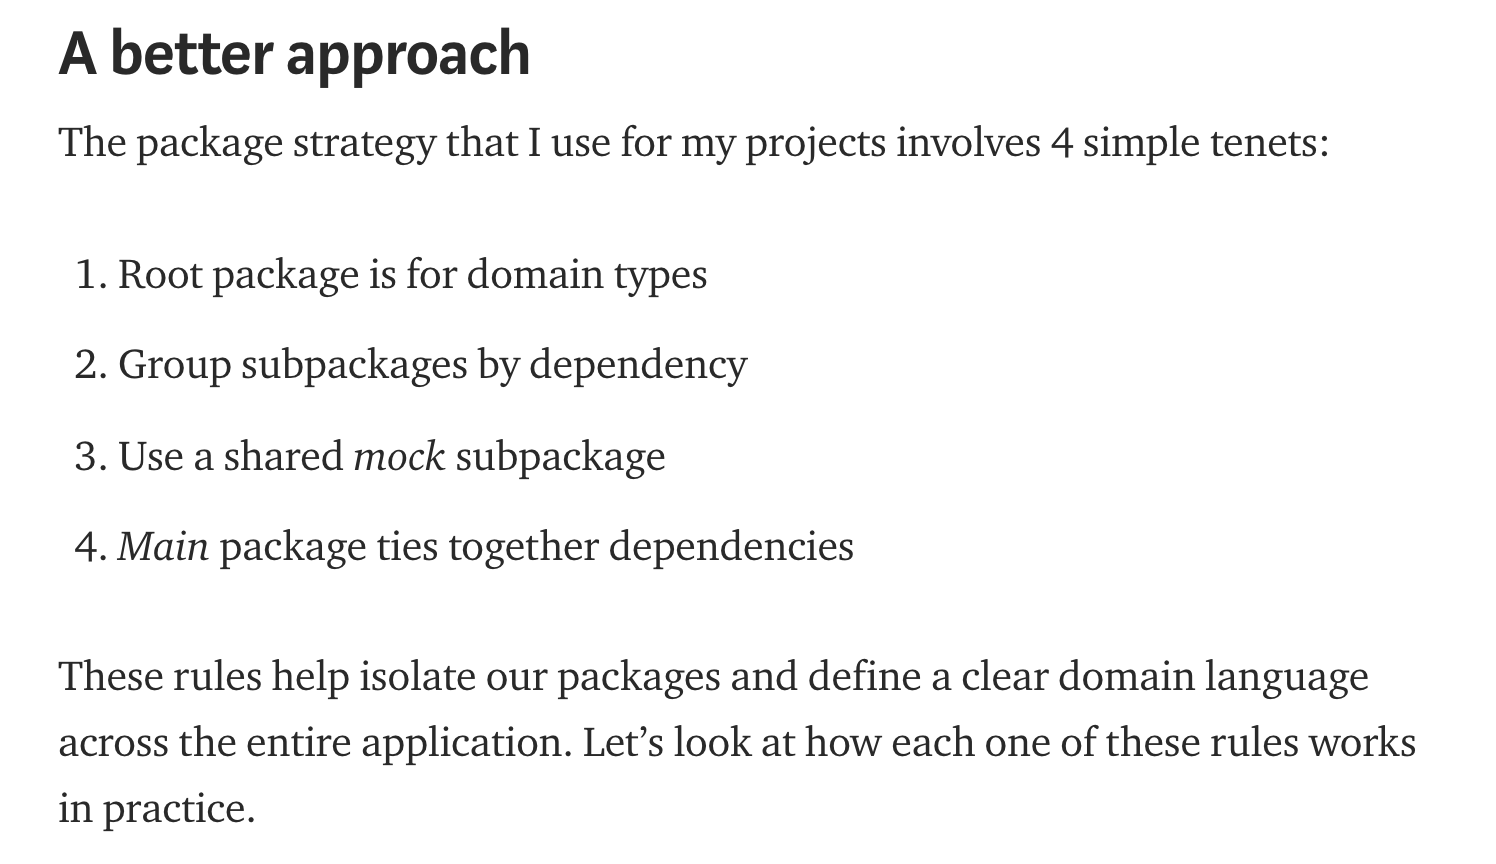 A better approach
The package strategy that I use for my projects involves 4 simple tenets:
1. Root package is for domain types
2. Group subpackages by dependency
3. Use a shared mock subpackage
4. Main package ties together dependencies
These rules help isolate our packages and define a clear domain language
across the entire application. Let’s look at how each one of these rules works
in practice.